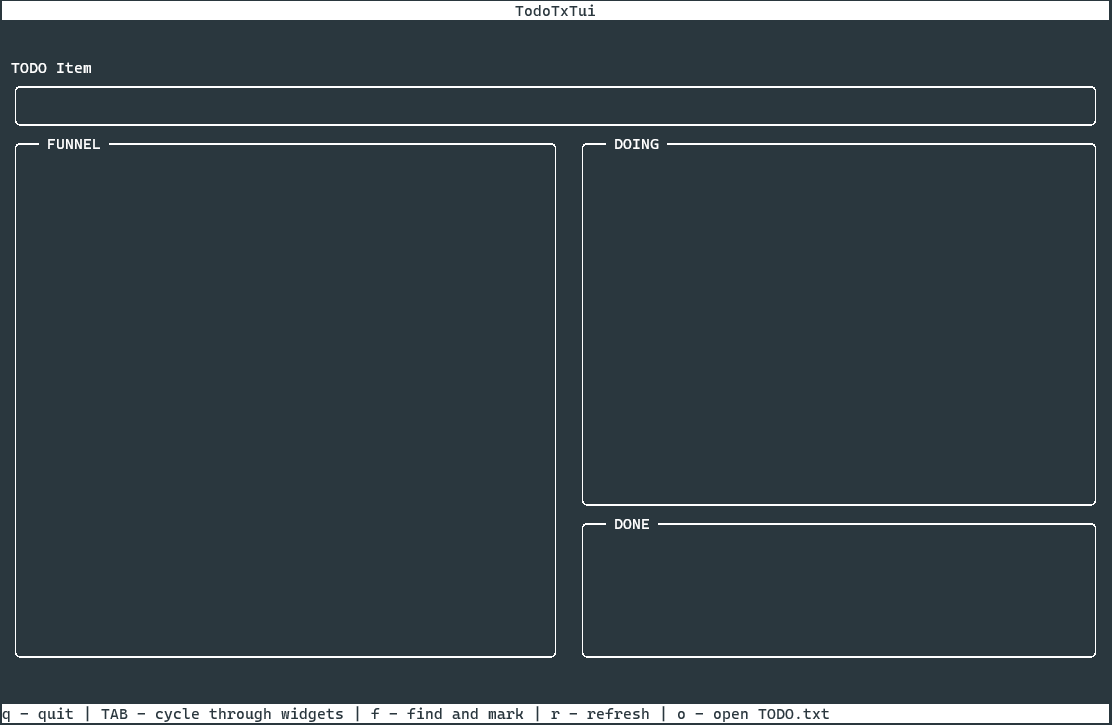 TodoTxTui
TODO Item
FUNNEL
DOING
DONE
q - quit | TAB - cycle through widgets | f - find and mark | r - refresh | o - open TODO.txt